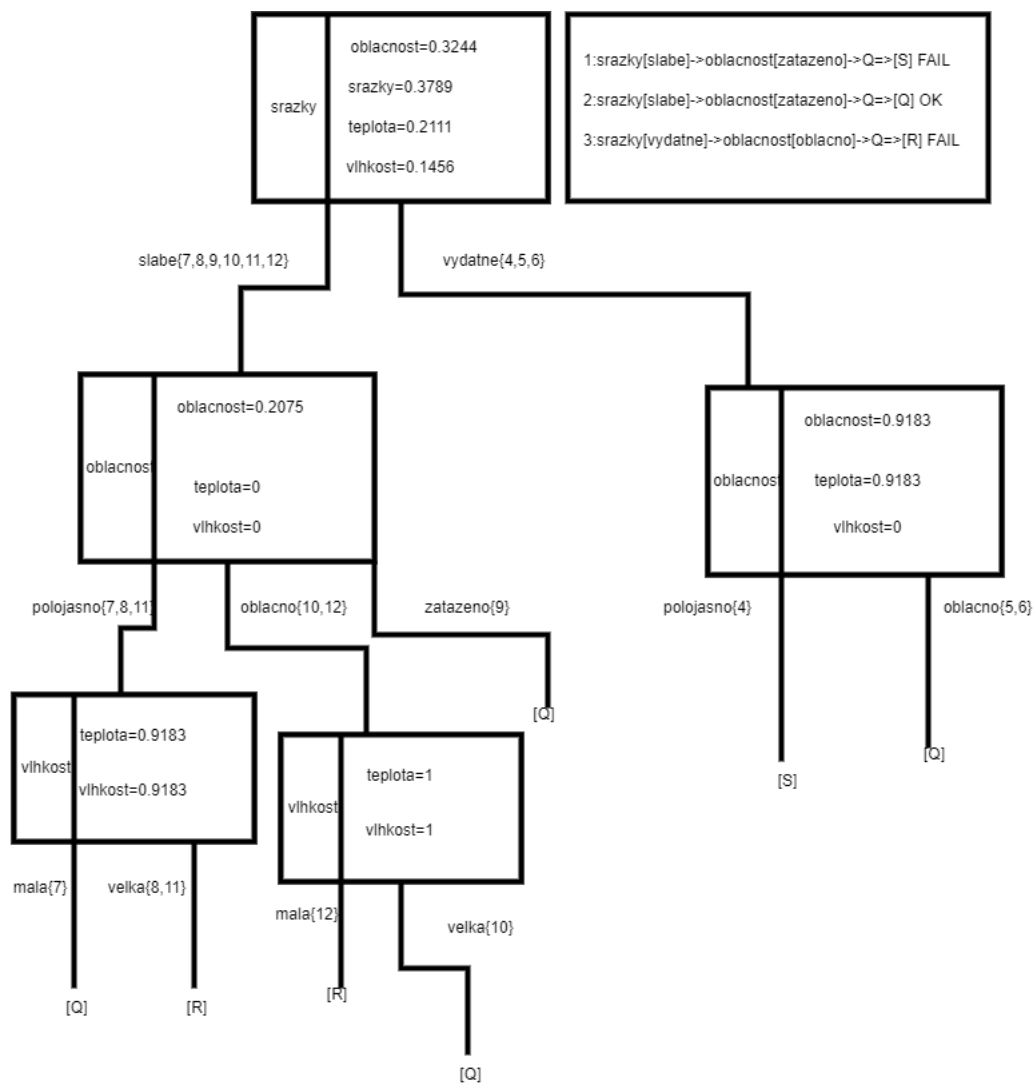 oblacnost=0.3244
srazky
srazky=0.3789
teplota=0.2111
vlhkost=0.1456
1:srazky[slabe]->oblacnost[zatazeno]->Q=>[S] FAIL
2:srazky[slabe]->oblacnost[zatazeno]->Q=>[Q] OK
3:srazky[vydatne]->oblacnost[oblacno]->Q=>[R] FAIL
slabe{7,8,9,10,11,12}
vydatne{4,5,6}
oblacnost
oblacnost=0.2075
teplota=0
vlhkost=0
oblacnost
oblacnost=0.9183
teplota=0.9183
vlhkost=0
polojasno{7,8,11}
oblacno{10,12}
zatazeno{9}
polojasno{4}
oblacno{5,6}
[Q]
[S]
[Q]
vlhkost
teplota=0.9183
vlhkost=0.9183
vlhkost
teplota=1
vlhkost=1
mala{7}
velka{8,11}
mala{12}
velka{10}
[Q]
[R]
[R]
[Q]